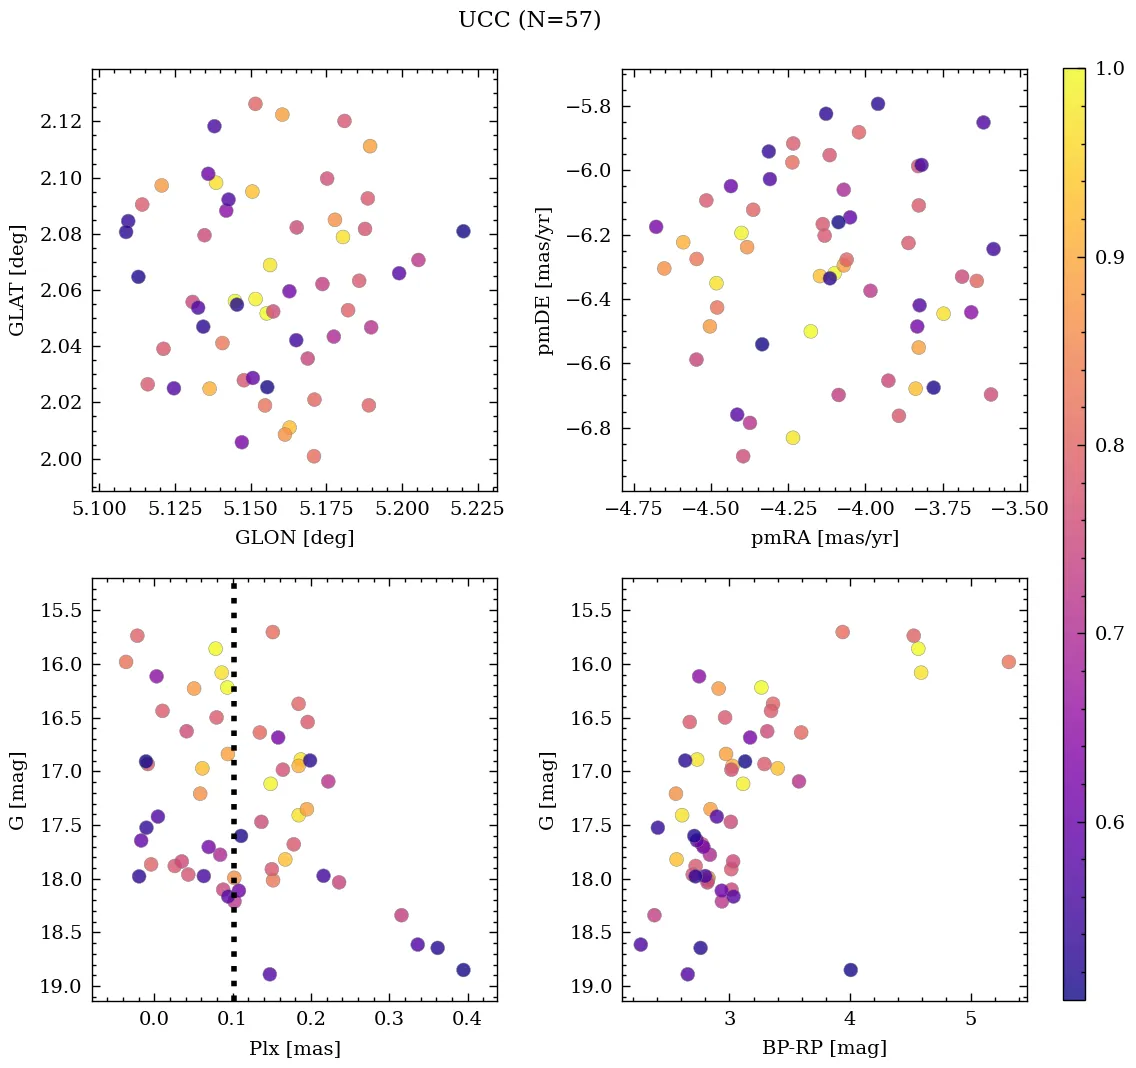 UCC (N=57)
2.12
2.10
2.08
2.06
2.04
2.02
2.00
GLAT [deg]
5.100 5.125 5.150 5.175 5.200 5.225
GLON [deg]
−5.8
−6.0
−6.2
−6.4
−6.6
−6.8
pmDE [mas/yr]
−4.75 −4.50 −4.25 −4.00 −3.75 −3.50
pmRA [mas/yr]
15.5
16.0
16.5
17.0
17.5
18.0
18.5
19.0
G [mag]
0.0 0.1 0.2 0.3 0.4
Plx [mas]
15.5
16.0
16.5
17.0
17.5
18.0
18.5
19.0
G [mag]
3 4 5
BP-RP [mag]
1.0
0.9
0.8
0.7
0.6